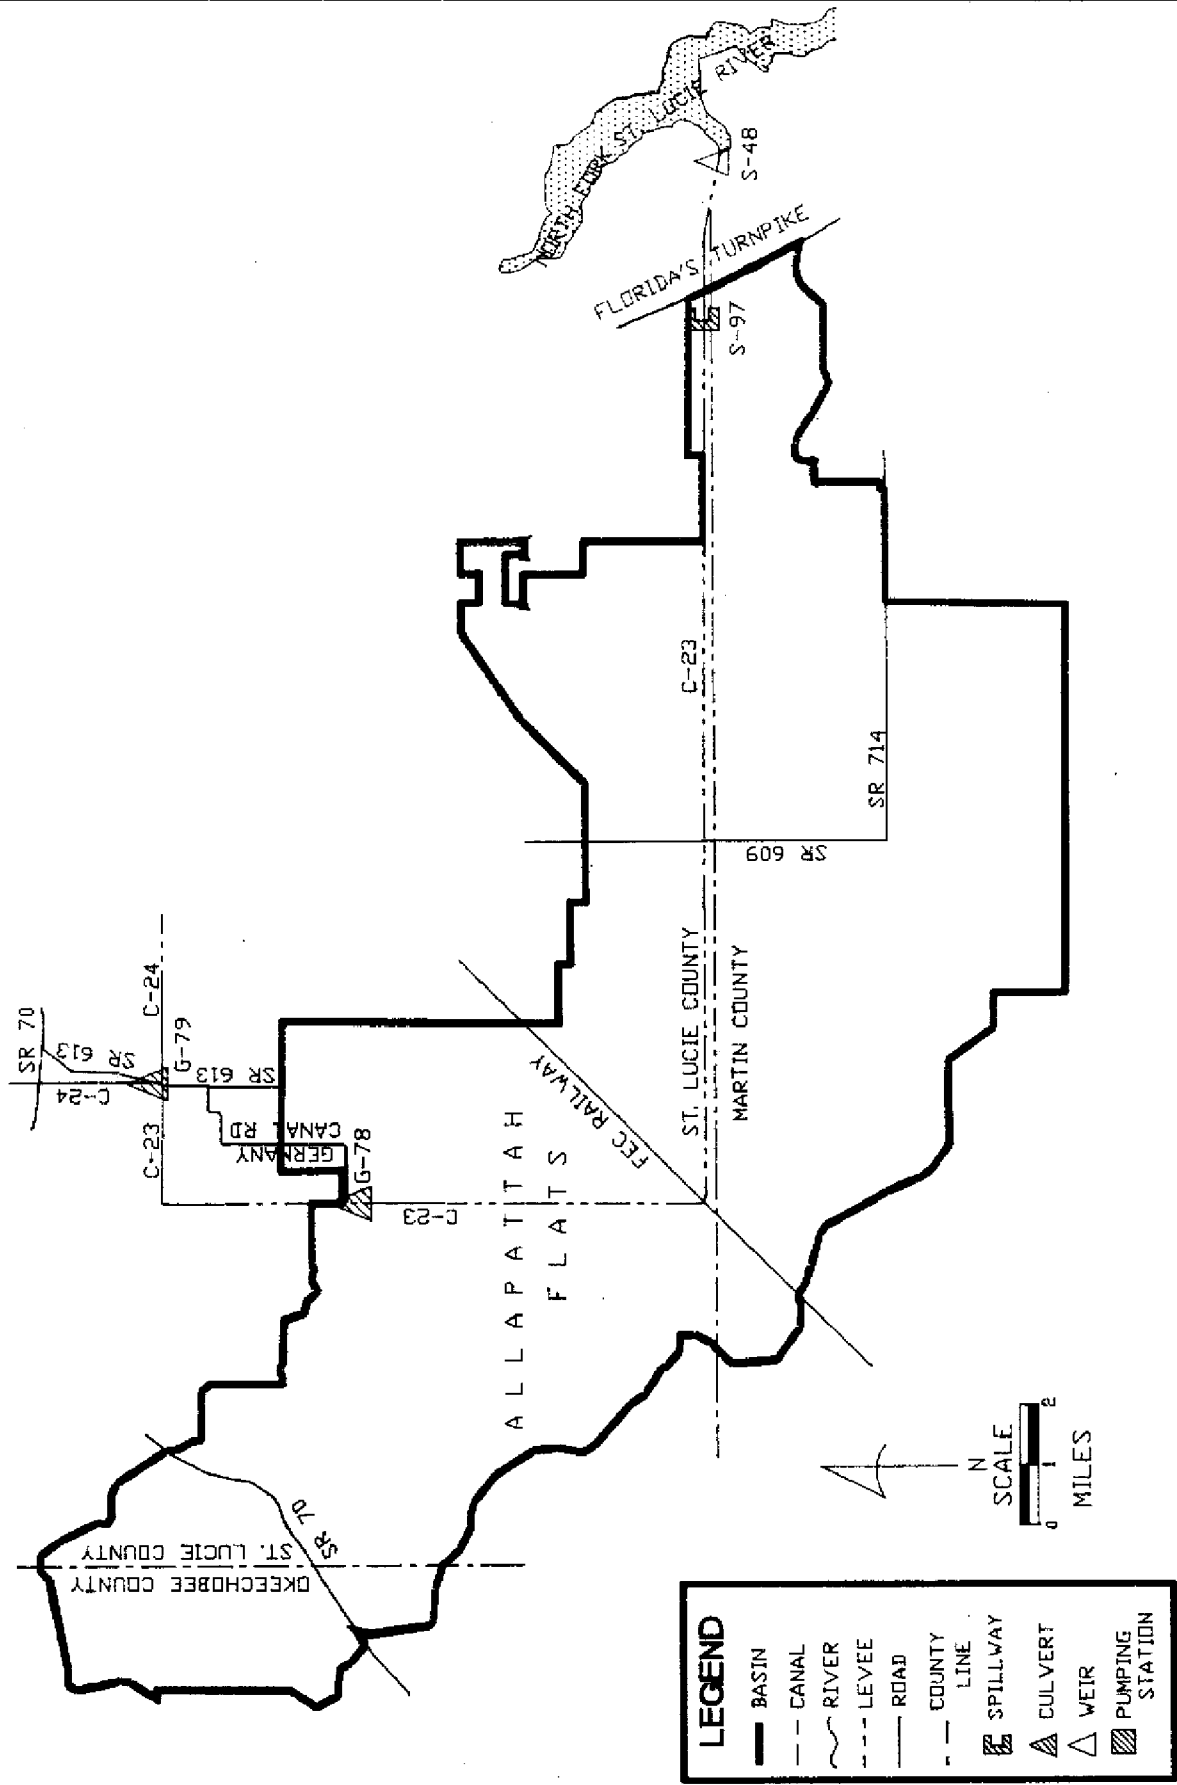 NORTH FORK ST. LUCIE RIVER
S-48
FLORIDA'S TURNPIKE
S-97
C-23
SR 714
SR 609
ST. LUCIE COUNTY
MARTIN COUNTY
FEC RAILWAY
SR 70
SR 613
C-24
C-24
G-79
SR 613
C-23
GERMANY
CANAL RD
G-78
C-23
ALLAPATTAH
FLATS
SR 70
ST. LUCIE COUNTY
OKEECHOBEE COUNTY
N
SCALE
0 1 2
MILES
LEGEND
BASIN
CANAL
RIVER
LEVEE
ROAD
COUNTY
LINE
SPILLWAY
CULVERT
WEIR
PUMPING
STATION